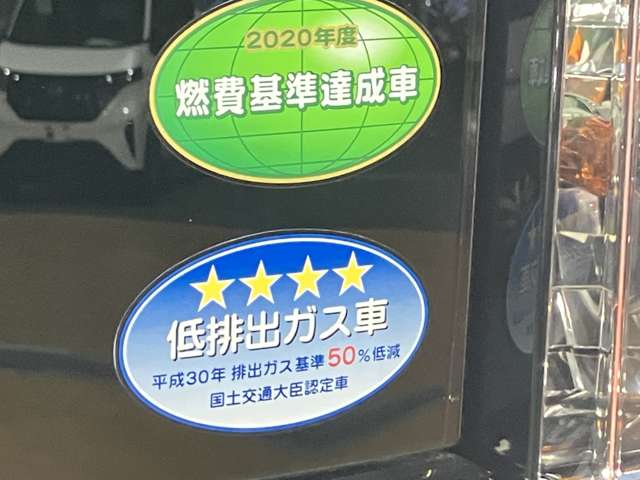 2020年度
燃費基準達成車
低排出ガス車
平成30年 排出ガス基準50%低減
国土交通大臣認定車